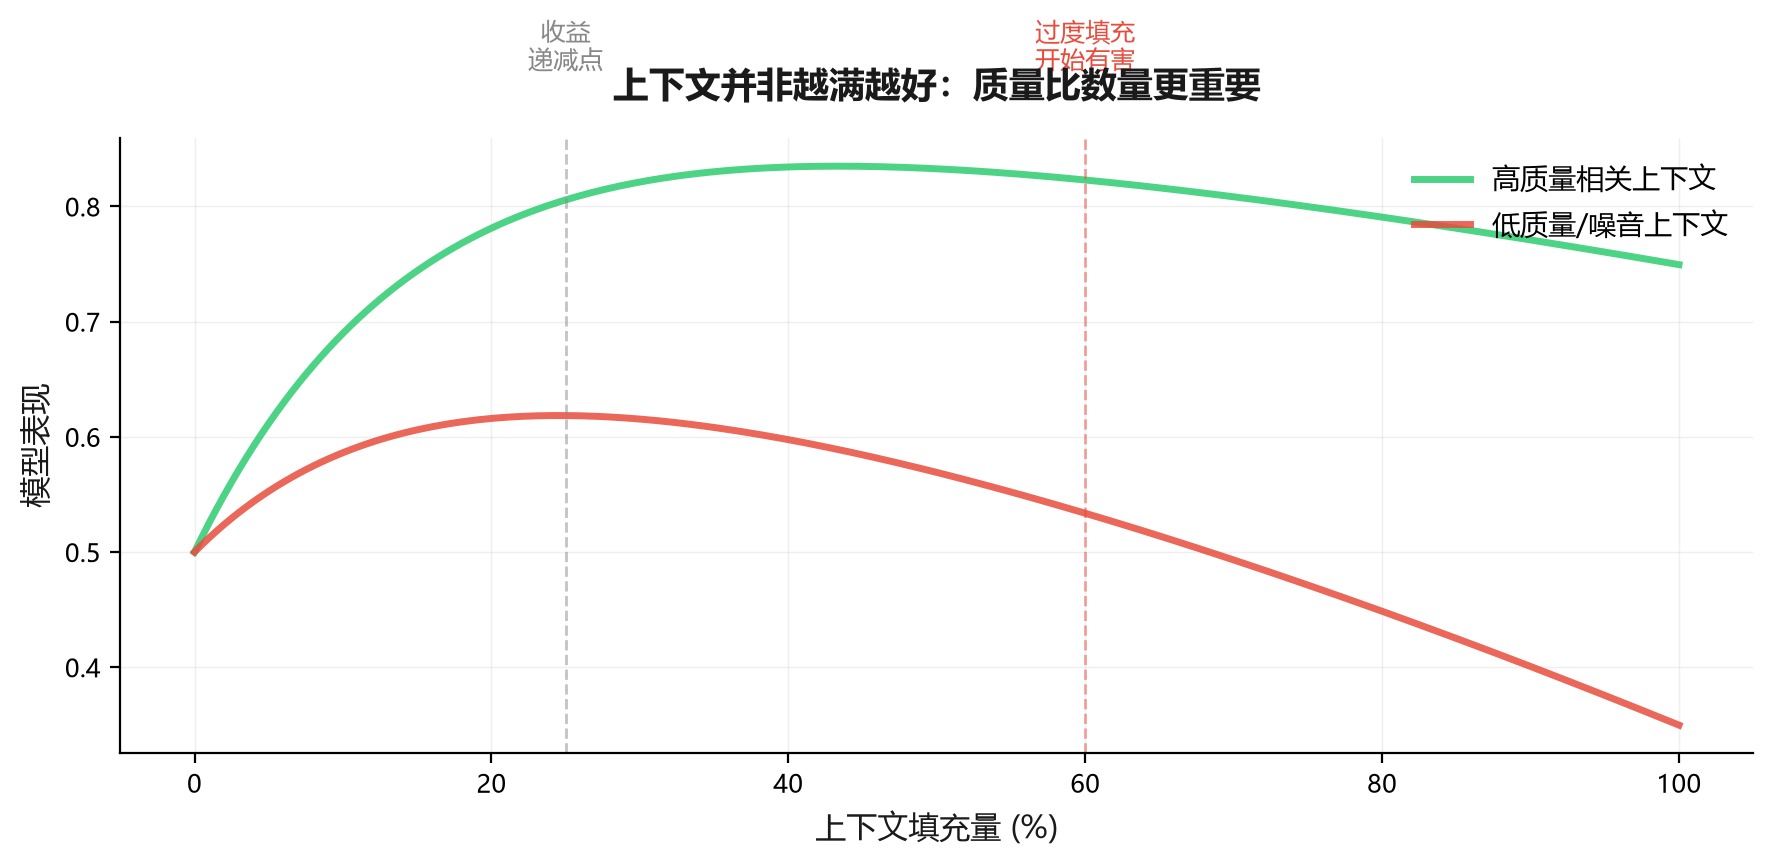 收益
递减点
过度填充
开始有害
上下文并非越满越好：质量比数量更重要
高质量相关上下文
低质量/噪音上下文
模型表现
0.8
0.7
0.6
0.5
0.4
0
20
40
60
80
100
上下文填充量 (%)